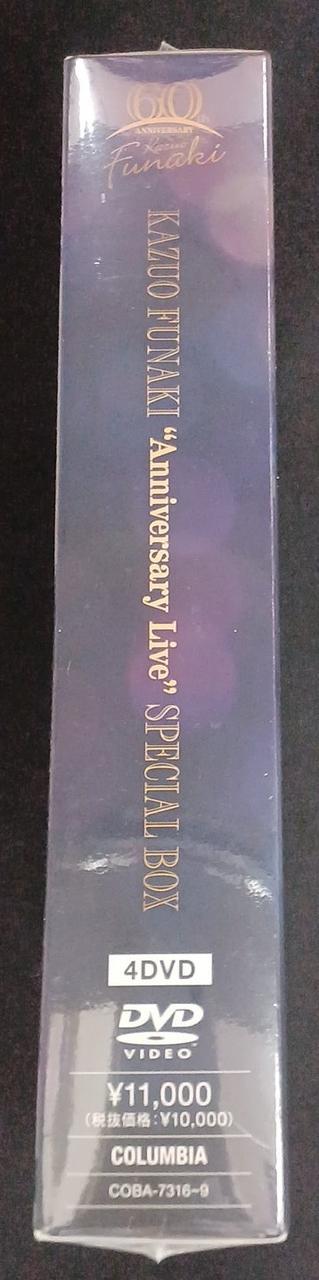 60th
ANNIVERSARY
Kazuo
Funaki
KAZUO FUNAKI “Anniversary Live” SPECIAL BOX
4DVD
DVD
VIDEO
¥11,000
(税抜価格:¥10,000)
COLUMBIA
COBA-7316~9